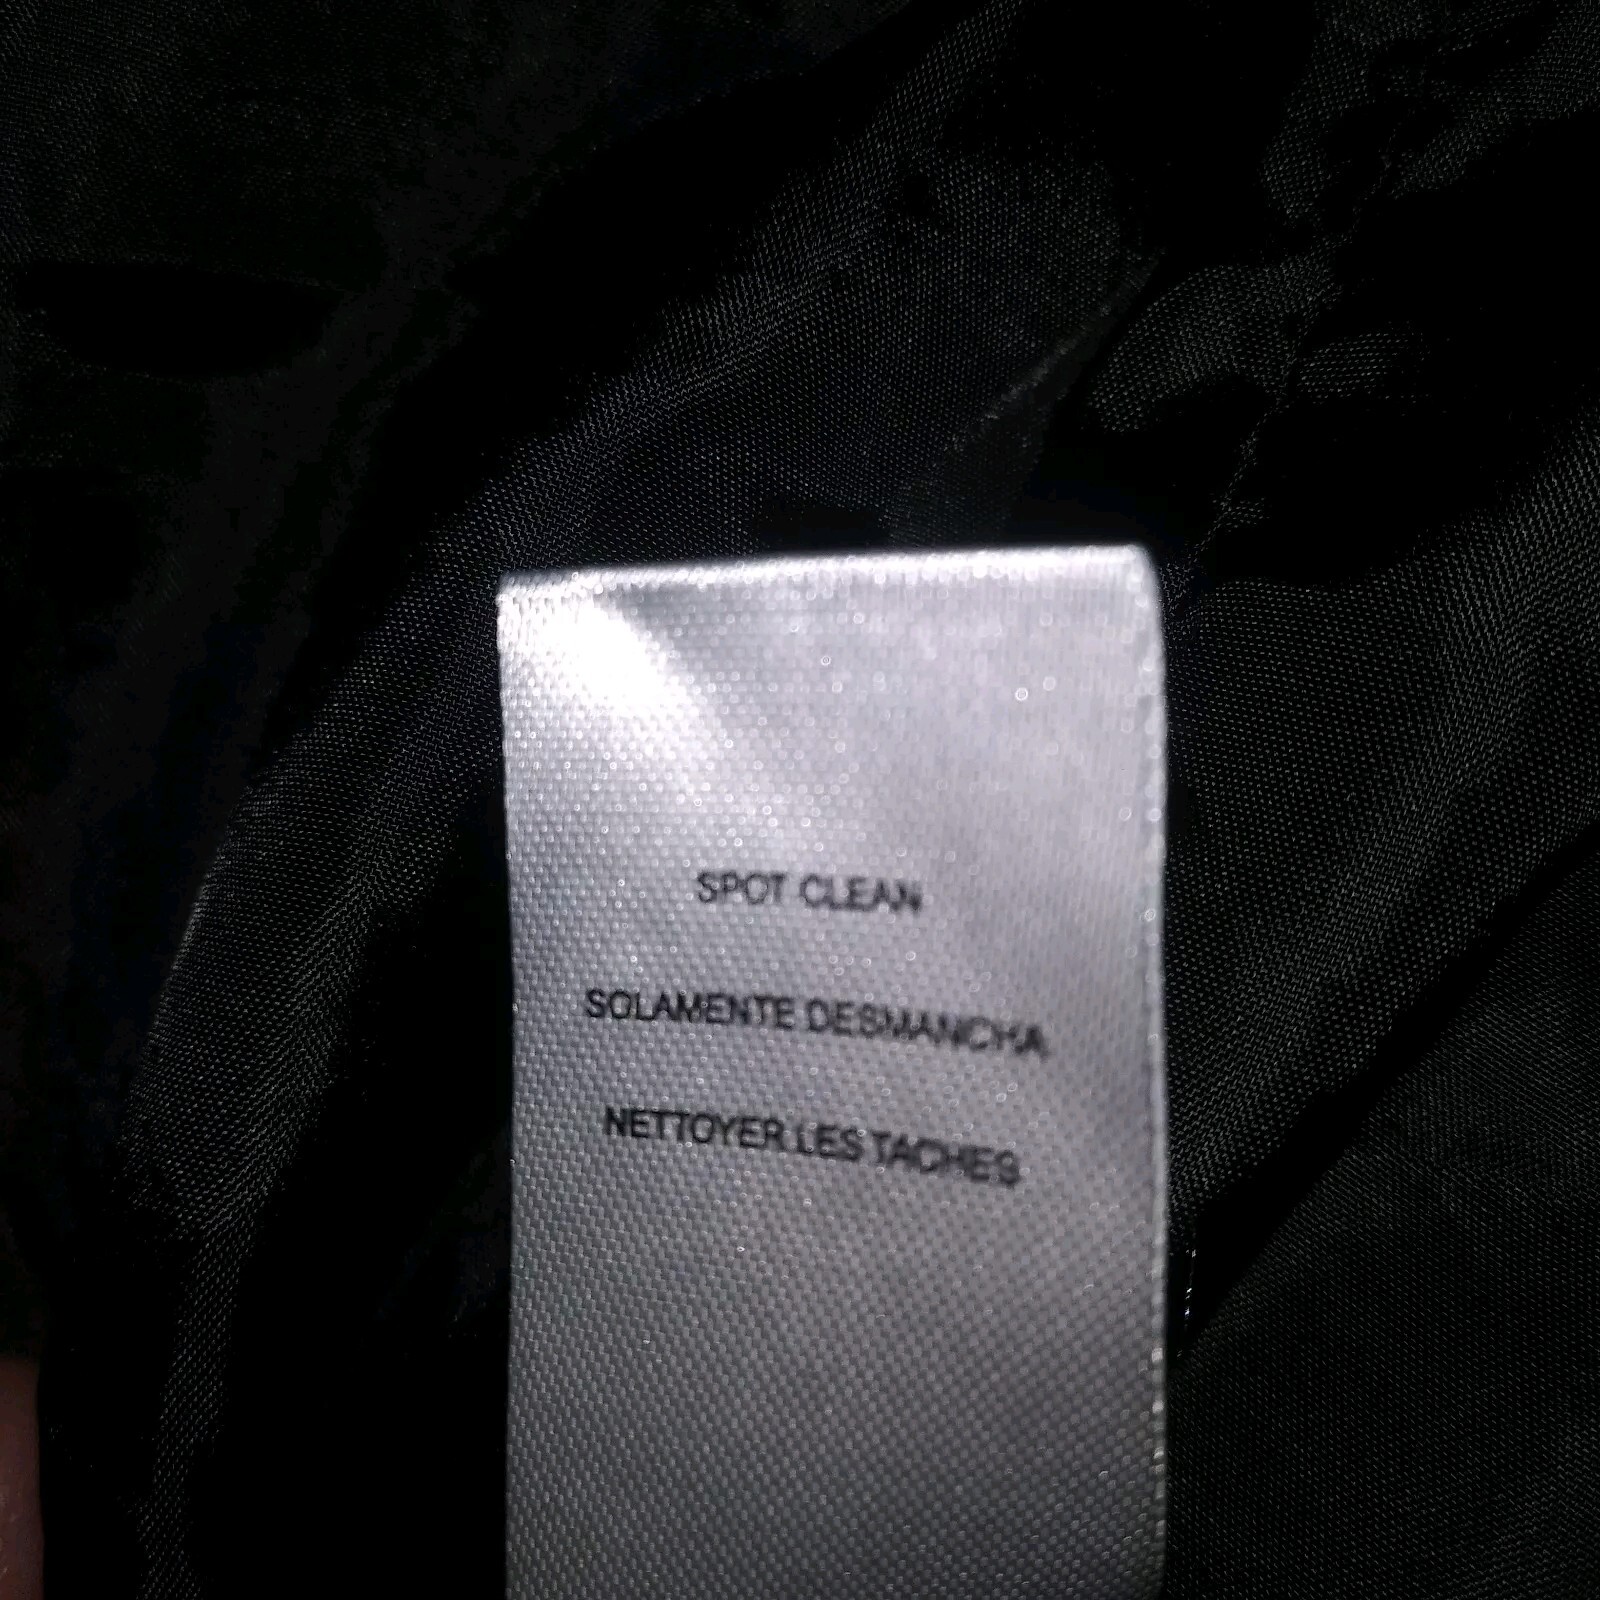 SPOT CLEAN
SOLAMENTE DESMANCHA
NETTOYER LES TACHES